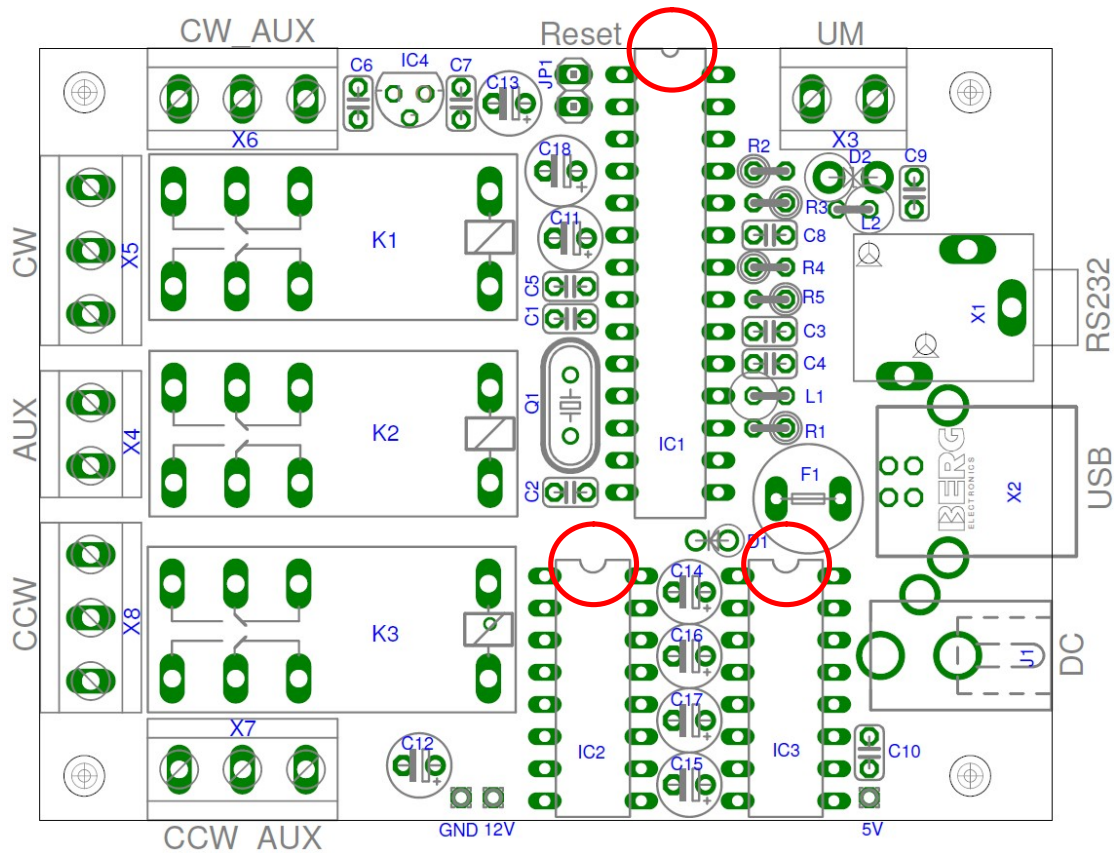 CW_AUX
Reset
UM
C6
IC4
C7
C13
JP1
X6
X3
C18
R2
D2
C9
CW
X5
K1
C11
R3
L2
C8
C5
R4
R5
C1
C3
X1
RS232
C4
AUX
X4
K2
Q1
L1
R1
IC1
C2
F1
BERG
ELECTRONICS
X2
USB
D1
C14
CCW
X8
K3
C16
J1
DC
X7
C17
C12
IC2
IC3
C10
C15
GND 12V
5V
CCW_AUX
+
+
+
+
+
+
+
+